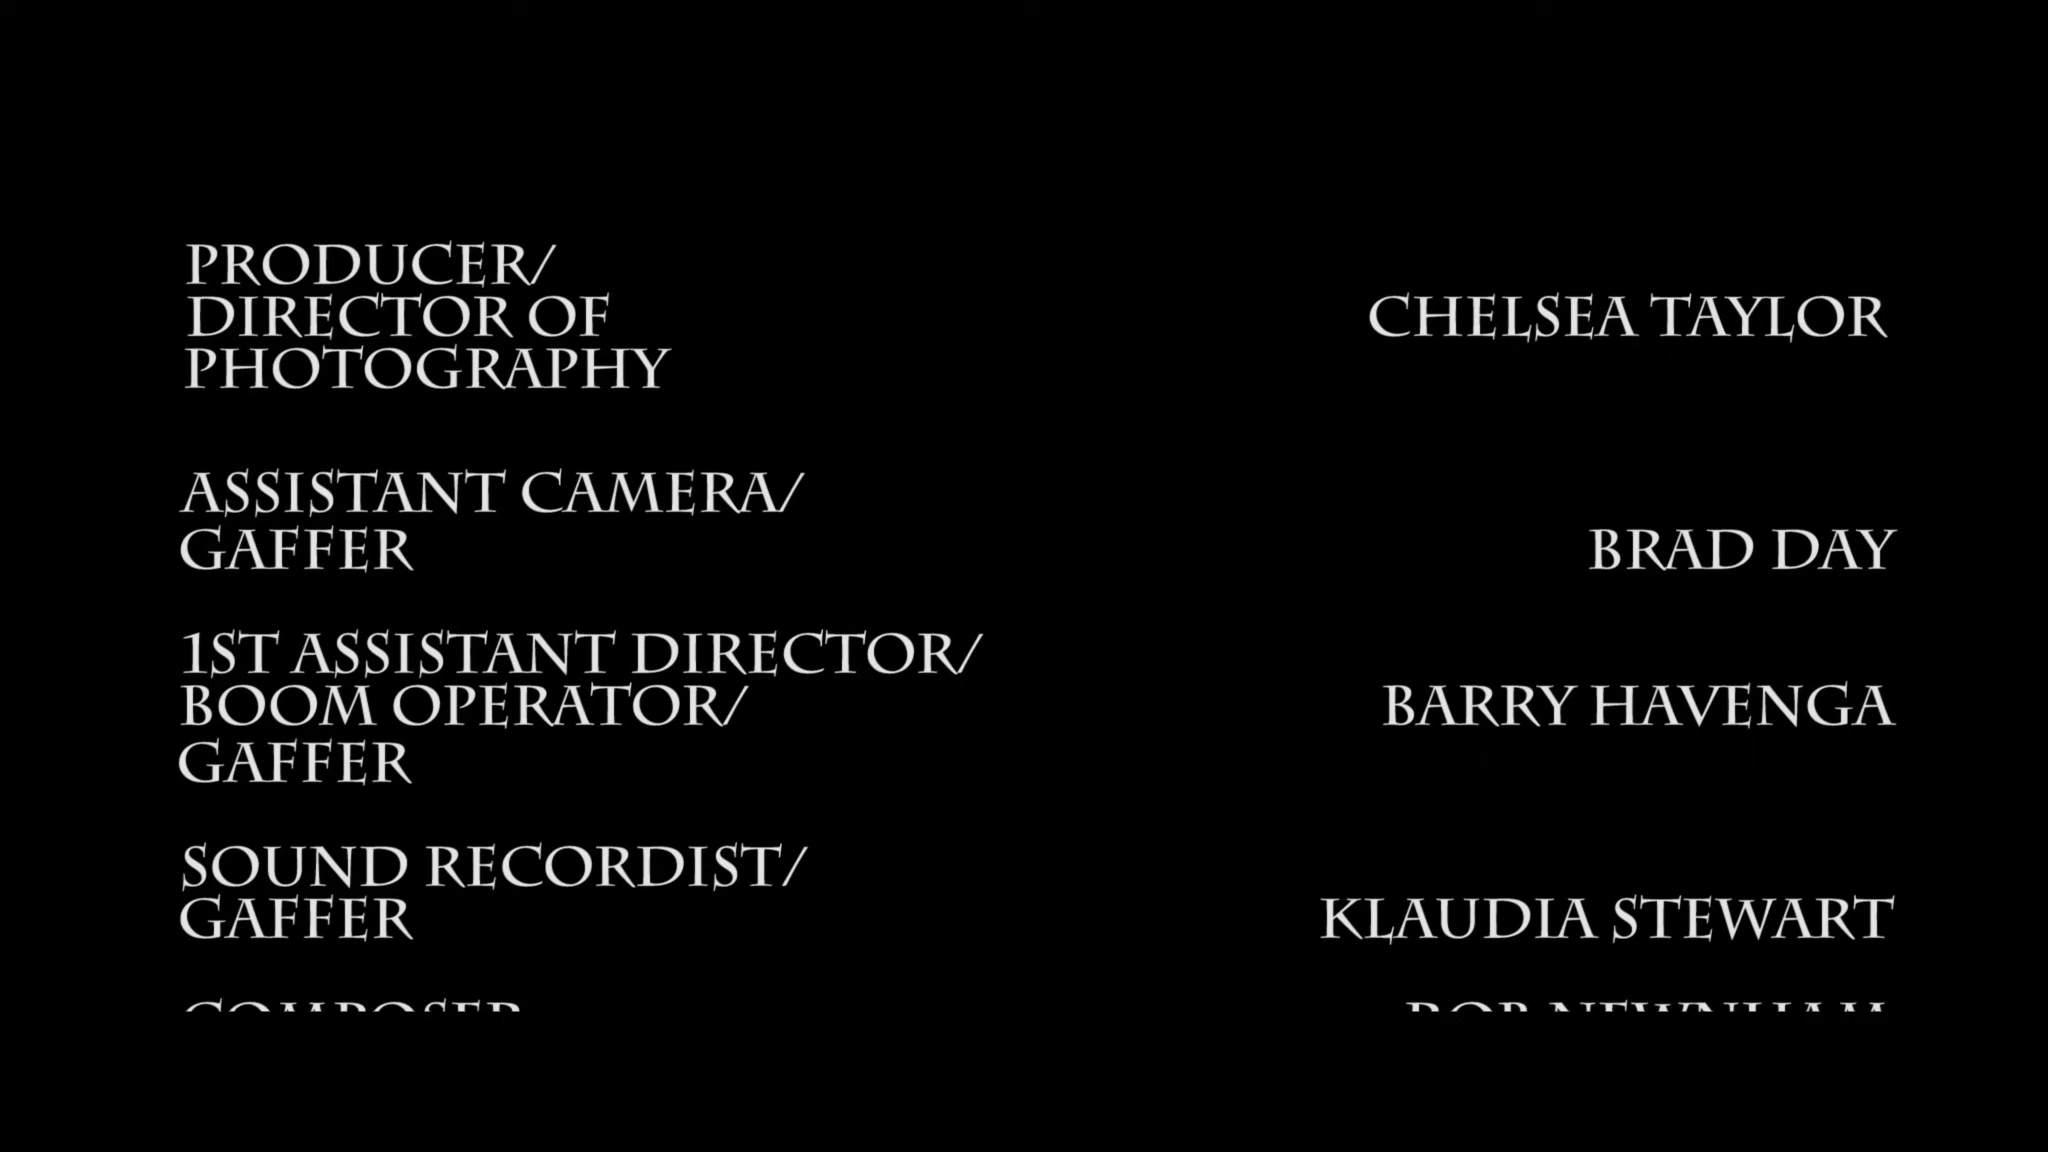 PRODUCER/
DIRECTOR OF
PHOTOGRAPHY
CHELSEA TAYLOR
ASSISTANT CAMERA/
GAFFER
BRAD DAY
1ST ASSISTANT DIRECTOR/
BOOM OPERATOR/
GAFFER
BARRY HAVENGA
SOUND RECORDIST/
GAFFER
KLAUDIA STEWART
COMPOSER